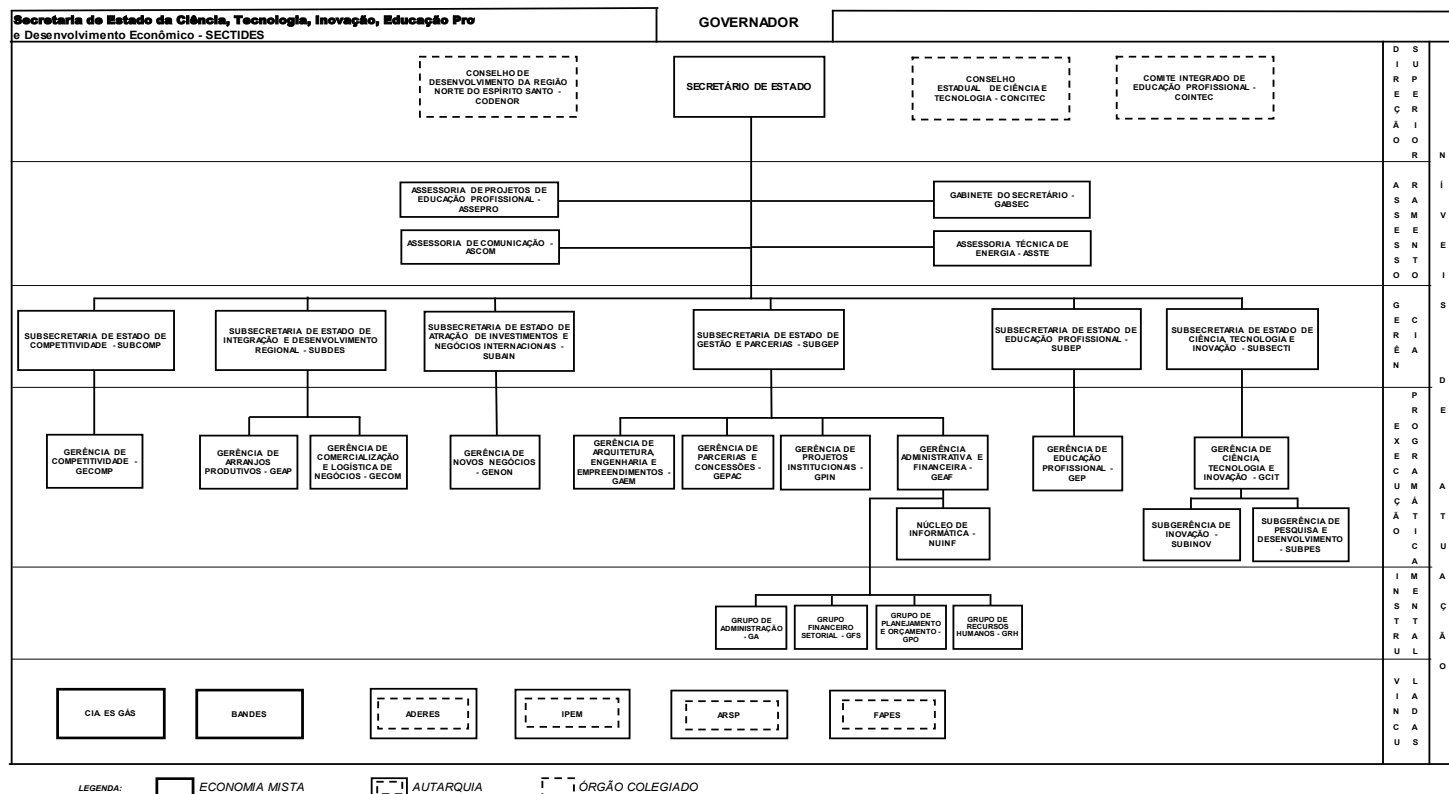 Secretaria de Estado da Ciência, Tecnologia, Inovação, Educação Pro
e Desenvolvimento Econômico - SECTIDES
GOVERNADOR
CONSELHO DE
DESENVOLVIMENTO DA REGIÃO
NORTE DO ESPÍRITO SANTO -
CODENOR
SECRETÁRIO DE ESTADO
CONSELHO
ESTADUAL DE CIÊNCIA E
TECNOLOGIA - CONCITEC
COMITE INTEGRADO DE
EDUCAÇÃO PROFISSIONAL -
COINTEC
DIREÇÃO
SUPERIOR
ASSESSORIA DE PROJETOS DE
EDUCAÇÃO PROFISSIONAL -
ASSEPRO
GABINETE DO SECRETÁRIO -
GABSEC
ASSESSORIA DE COMUNICAÇÃO -
ASCOM
ASSESSORIA TÉCNICA DE
ENERGIA - ASSTE
ASSESSO
RAMENTO
SUBSECRETARIA DE ESTADO DE
COMPETITIVIDADE - SUBCOMP
SUBSECRETARIA DE ESTADO DE
INTEGRAÇÃO E DESENVOLVIMENTO
REGIONAL - SUBDES
SUBSECRETARIA DE ESTADO DE
ATRAÇÃO DE INVESTIMENTOS E
NEGÓCIOS INTERNACIONAIS -
SUBAIN
SUBSECRETARIA DE ESTADO DE
GESTÃO E PARCERIAS - SUBGEP
SUBSECRETARIA DE ESTADO DE
EDUCAÇÃO PROFISSIONAL -
SUBEP
SUBSECRETARIA DE ESTADO DE
CIÊNCIA, TECNOLOGIA E
INOVAÇÃO - SUBSECTI
GERÊN
CIA
GERÊNCIA DE
COMPETITIVIDADE -
GECOMP
GERÊNCIA DE
ARRANJOS
PRODUTIVOS - GEAP
GERÊNCIA DE
COMERCIALIZAÇÃO
E LOGÍSTICA DE
NEGÓCIOS - GECOM
GERÊNCIA DE
NOVOS NEGÓCIOS
- GENON
GERÊNCIA DE
ARQUITETURA,
ENGENHARIA E
EMPREENDIMENTOS -
GAEM
GERÊNCIA DE
PARCERIAS E
CONCESSÕES -
GEPAC
GERÊNCIA DE
PROJETOS
INSTITUCIONAIS -
GPIN
GERÊNCIA
ADMINISTRATIVA E
FINANCEIRA -
GEAF
GERÊNCIA DE
EDUCAÇÃO
PROFISSIONAL -
GEP
GERÊNCIA DE
CIÊNCIA,
TECNOLOGIA E
INOVAÇÃO - GCIT
NÚCLEO DE
INFORMÁTICA -
NUINF
SUBGERÊNCIA DE
INOVAÇÃO -
SUBINOV
SUBGERÊNCIA DE
PESQUISA E
DESENVOLVIMENTO
- SUBPES
EXECUÇÃO
PROGRAMÁTICA
GRUPO DE
ADMINISTRAÇÃO
- GA
GRUPO
FINANCEIRO
SETORIAL - GFS
GRUPO DE
PLANEJAMENTO
E ORÇAMENTO -
GPO
GRUPO DE
RECURSOS
HUMANOS - GRH
INSTRU
MENTAL
CIA. ES GÁS
BANDES
ADERES
IPEM
ARSP
FAPES
VINCU
LADAS
NÍVEIS DE ATUAÇÃO
LEGENDA:
ECONOMIA MISTA
AUTARQUIA
ÓRGÃO COLEGIADO